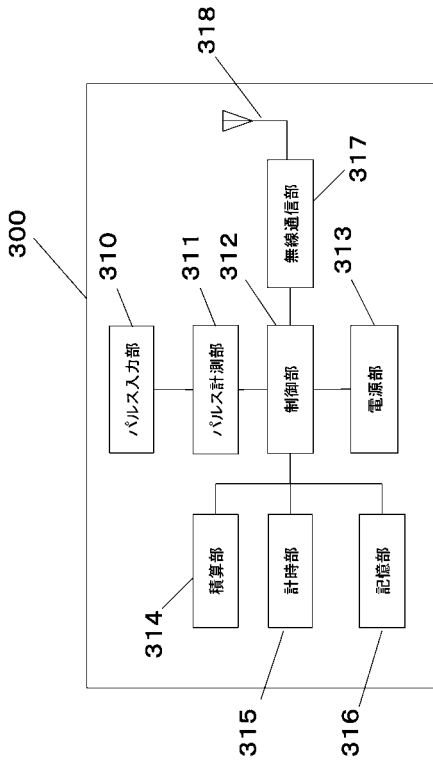 300
310
パルス入力部
311
パルス計測部
312
制御部
313
電源部
314
積算部
315
計時部
316
記憶部
317
無線通信部
318